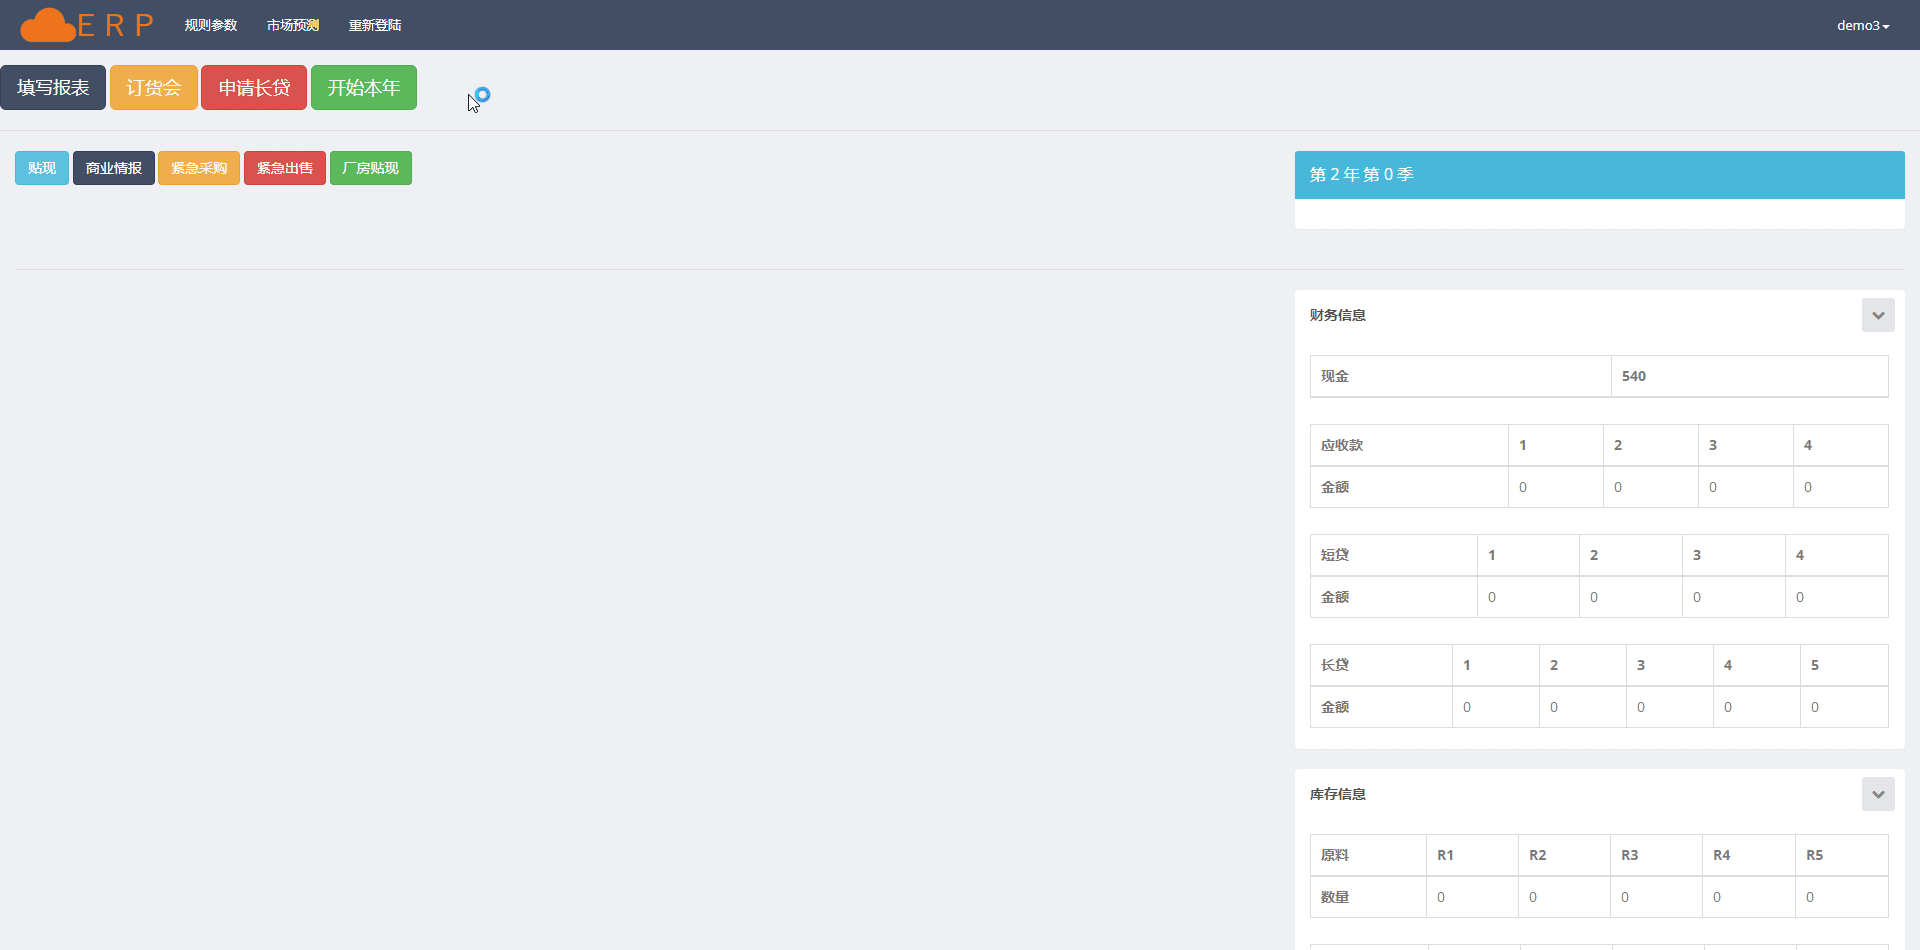 ERP 规则参数 市场预测 重新登陆 demo3
填写报表 订货会 申请长贷 开始本年
贴现 商业情报 紧急采购 紧急出售 厂房贴现
第 2 年 第 0 季
财务信息
现金 540
应收款 1 2 3 4
金额 0 0 0 0
短贷 1 2 3 4
金额 0 0 0 0
长贷 1 2 3 4 5
金额 0 0 0 0 0
库存信息
原料 R1 R2 R3 R4 R5
数量 0 0 0 0 0